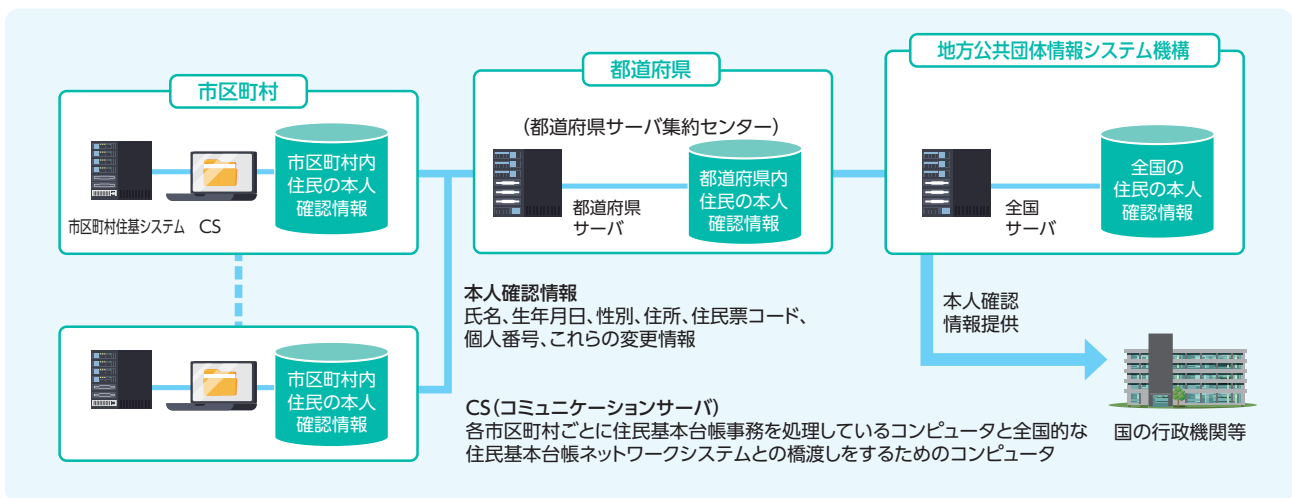 市区町村
市区町村住基システム CS
市区町村内
住民の本人
確認情報
市区町村内
住民の本人
確認情報
都道府県
(都道府県サーバ集約センター)
都道府県
サーバ
都道府県内
住民の本人
確認情報
地方公共団体情報システム機構
全国
サーバ
全国の
住民の本人
確認情報
本人確認情報
氏名、生年月日、性別、住所、住民票コード、
個人番号、これらの変更情報
本人確認
情報提供
国の行政機関等
CS(コミュニケーションサーバ)
各市区町村ごとに住民基本台帳事務を処理しているコンピュータと全国的な
住民基本台帳ネットワークシステムとの橋渡しをするためのコンピュータ